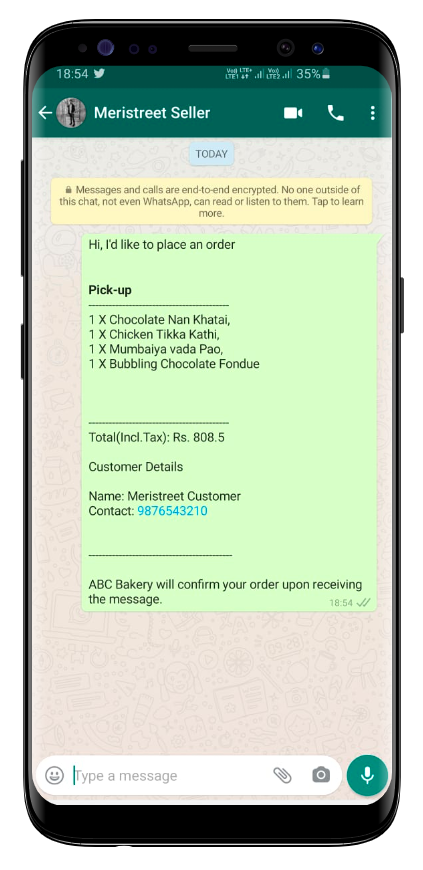 18:54 35%
Vo) LTE+ Vo)
LTE1 LTE2
Meristreet Seller
TODAY
Messages and calls are end-to-end encrypted. No one outside of
this chat, not even WhatsApp, can read or listen to them. Tap to learn
more.
Hi, I'd like to place an order
Pick-up
----------------------------------------
1 X Chocolate Nan Khatai,
1 X Chicken Tikka Kathi,
1 X Mumbaiya vada Pao,
1 X Bubbling Chocolate Fondue
----------------------------------------
Total(Incl.Tax): Rs. 808.5
Customer Details
Name: Meristreet Customer
Contact: 9876543210
----------------------------------------
ABC Bakery will confirm your order upon receiving
the message.
18:54
Type a message